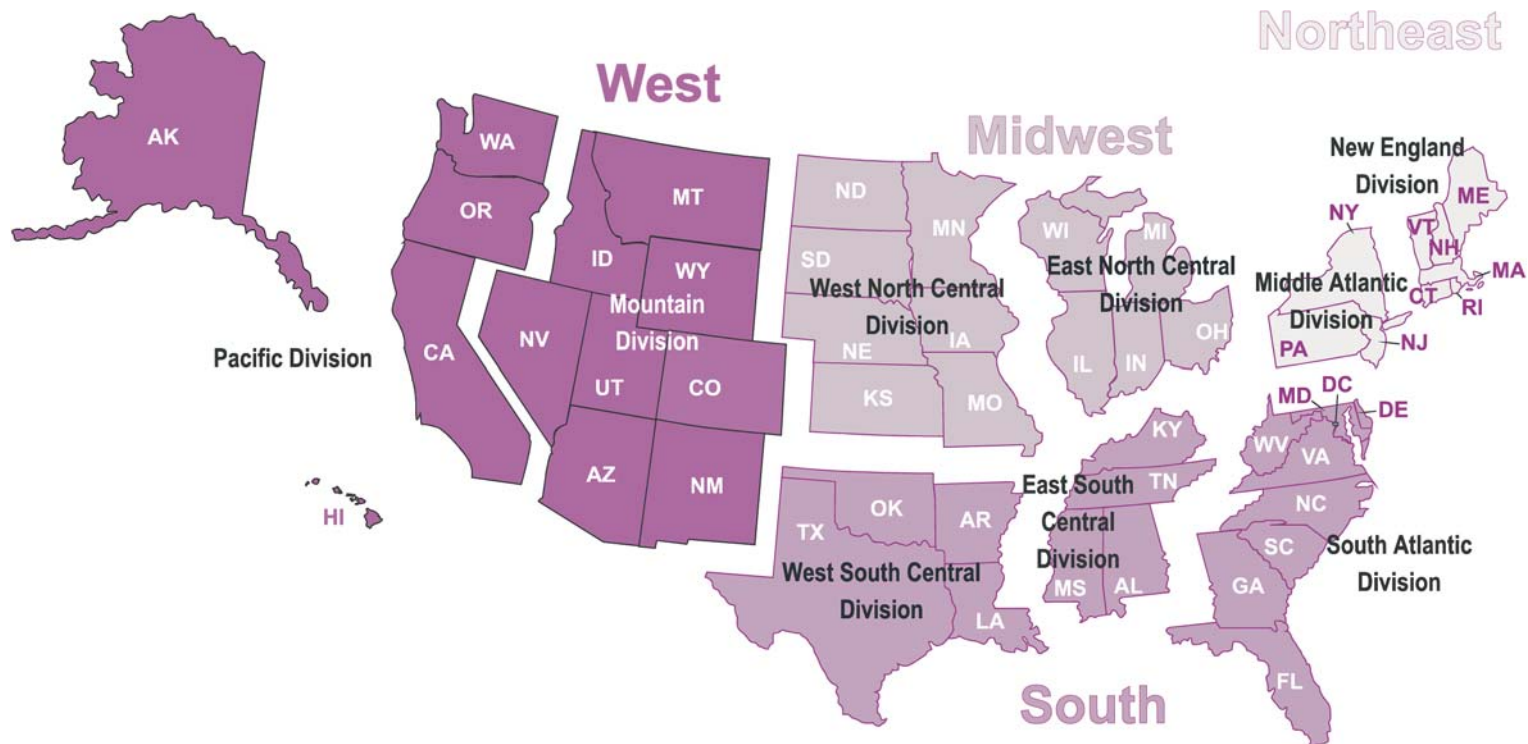 Northeast
West
Midwest
South
AK
WA
OR
CA
HI
Pacific Division
MT
ID
WY
NV
UT
CO
AZ
NM
Mountain
Division
ND
SD
MN
NE
IA
KS
MO
West North Central
Division
WI
MI
IL
IN
OH
East North Central
Division
New England
Division
ME
VT
NH
MA
CT
RI
Middle Atlantic
Division
NY
PA
NJ
TX
OK
AR
LA
West South Central
Division
KY
TN
MS
AL
East South
Central
Division
MD
DC
DE
WV
VA
NC
SC
GA
FL
South Atlantic
Division